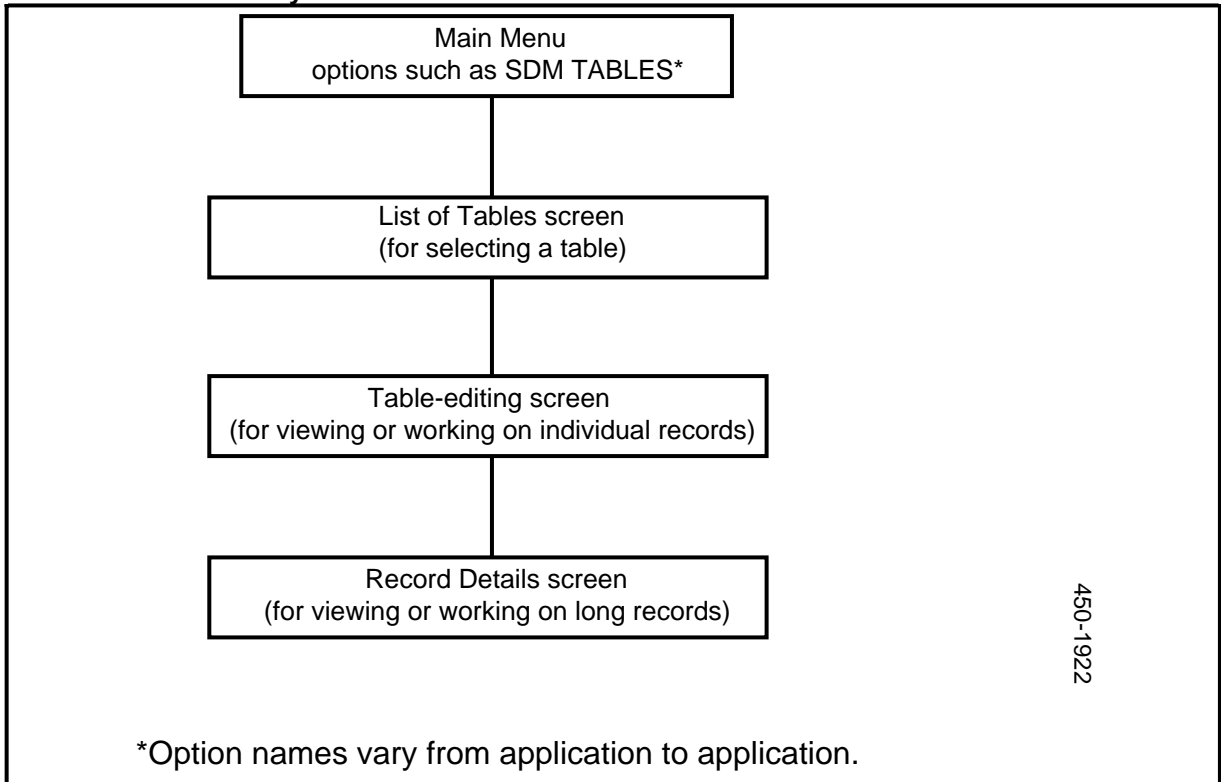 Main Menu
options such as SDM TABLES*
List of Tables screen
(for selecting a table)
Table-editing screen
(for viewing or working on individual records)
Record Details screen
(for viewing or working on long records)
450-1922
*Option names vary from application to application.